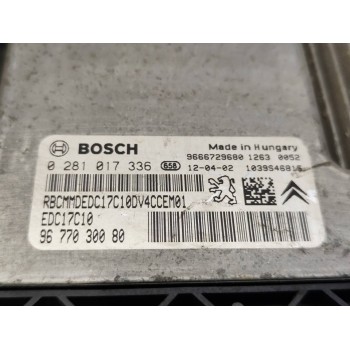 BOSCH
Made in Hungary
9666729680 1263 0052
0 281 017 336 658 12-04-02
RBCMMDEDC17C10DV4CCEM01
EDC17C10
96 770 300 80